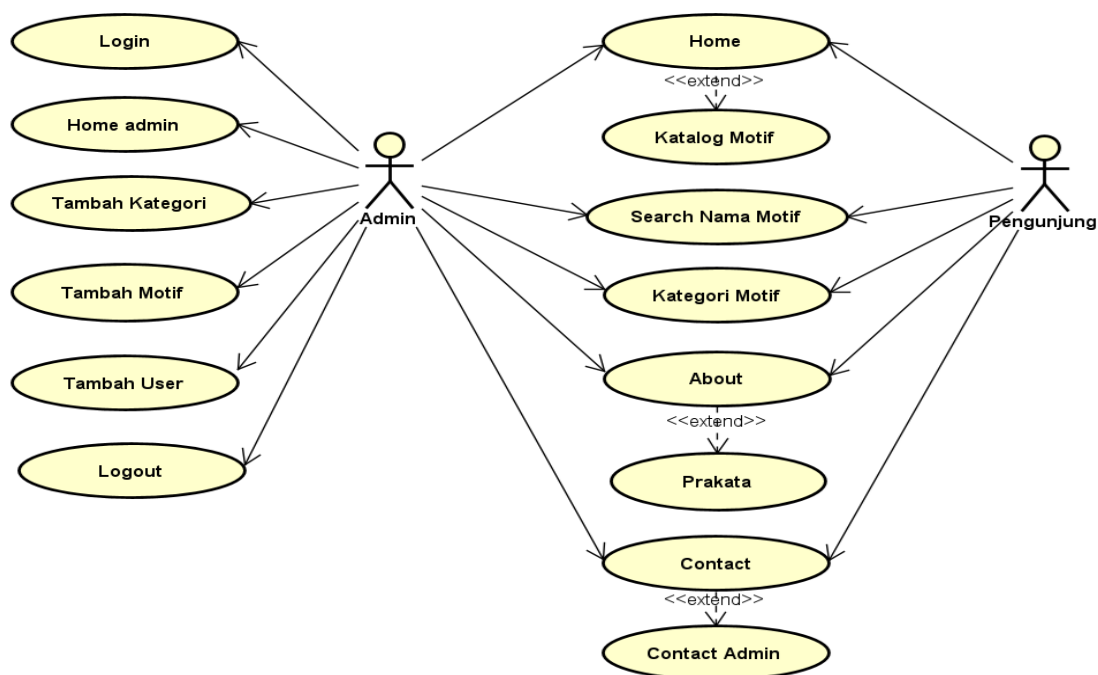 Login
Home admin
Tambah Kategori
Tambah Motif
Tambah User
Logout
Admin
Home
<<extend>>
Katalog Motif
Search Nama Motif
Kategori Motif
About
<<extend>>
Prakata
Contact
<<extend>>
Contact Admin
Pengunjung